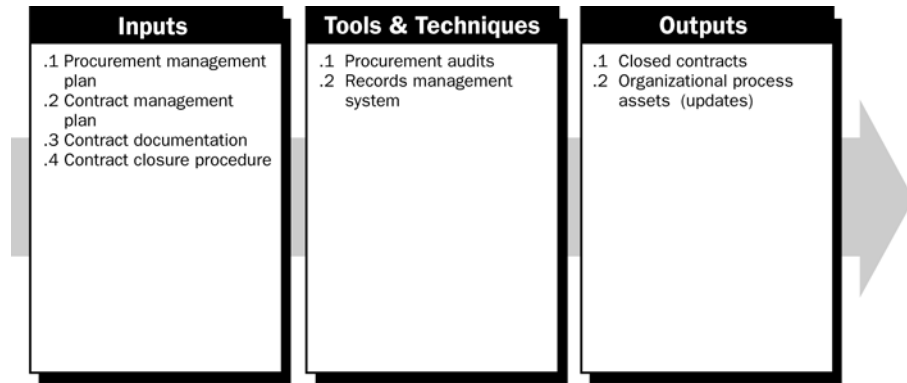 Inputs
.1 Procurement management
plan
.2 Contract management
plan
.3 Contract documentation
.4 Contract closure procedure
Tools & Techniques
.1 Procurement audits
.2 Records management
system
Outputs
.1 Closed contracts
.2 Organizational process
assets (updates)